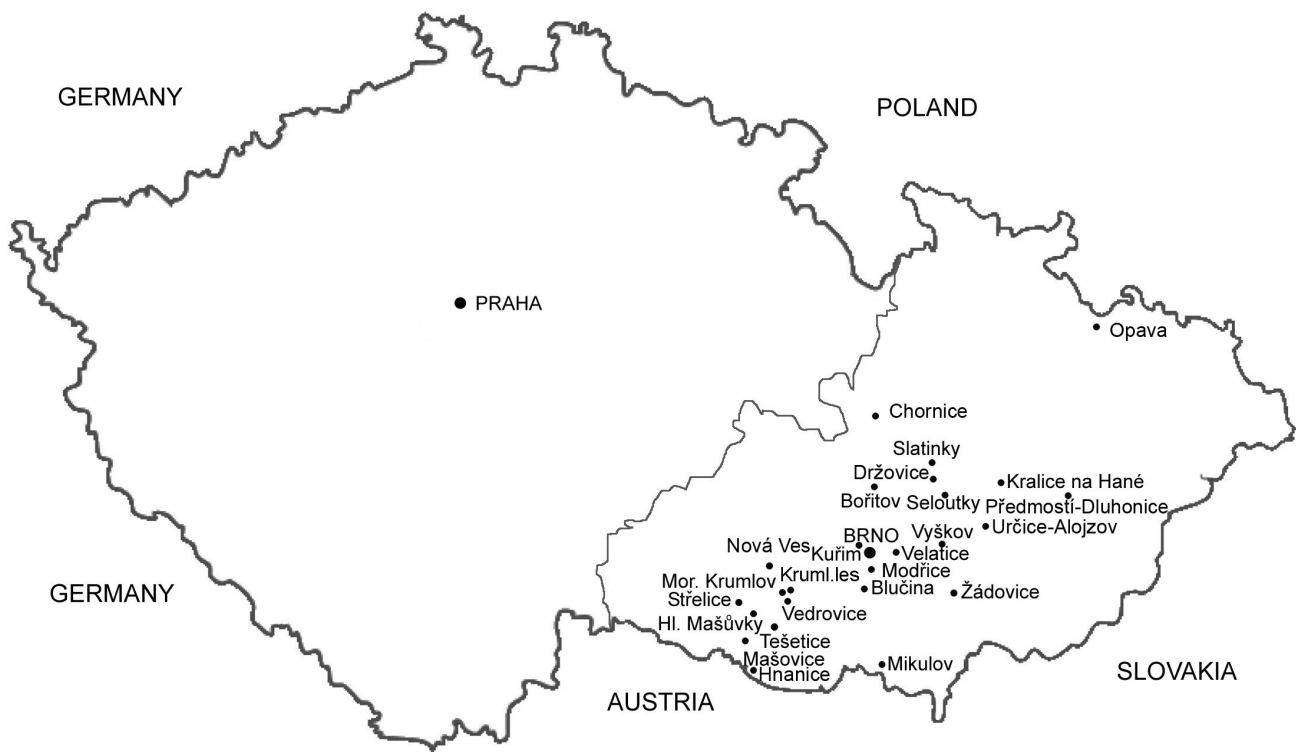 GERMANY
POLAND
PRAHA
Opava
Chornice
Slatinky
Držovice
Kralice na Hané
Bořitov
Seloutky
Předmostí-Dluhonice
Určice-Alojzov
BRNO
Vyškov
Nová Ves
Kuřim
Velatice
Modřice
Mor. Krumlov
Kruml.les
Blučina
Žádovice
Střelice
Vedrovice
Hl. Mašůvky
Tešetice
Mašovice
Mikulov
Hnanice
GERMANY
AUSTRIA
SLOVAKIA